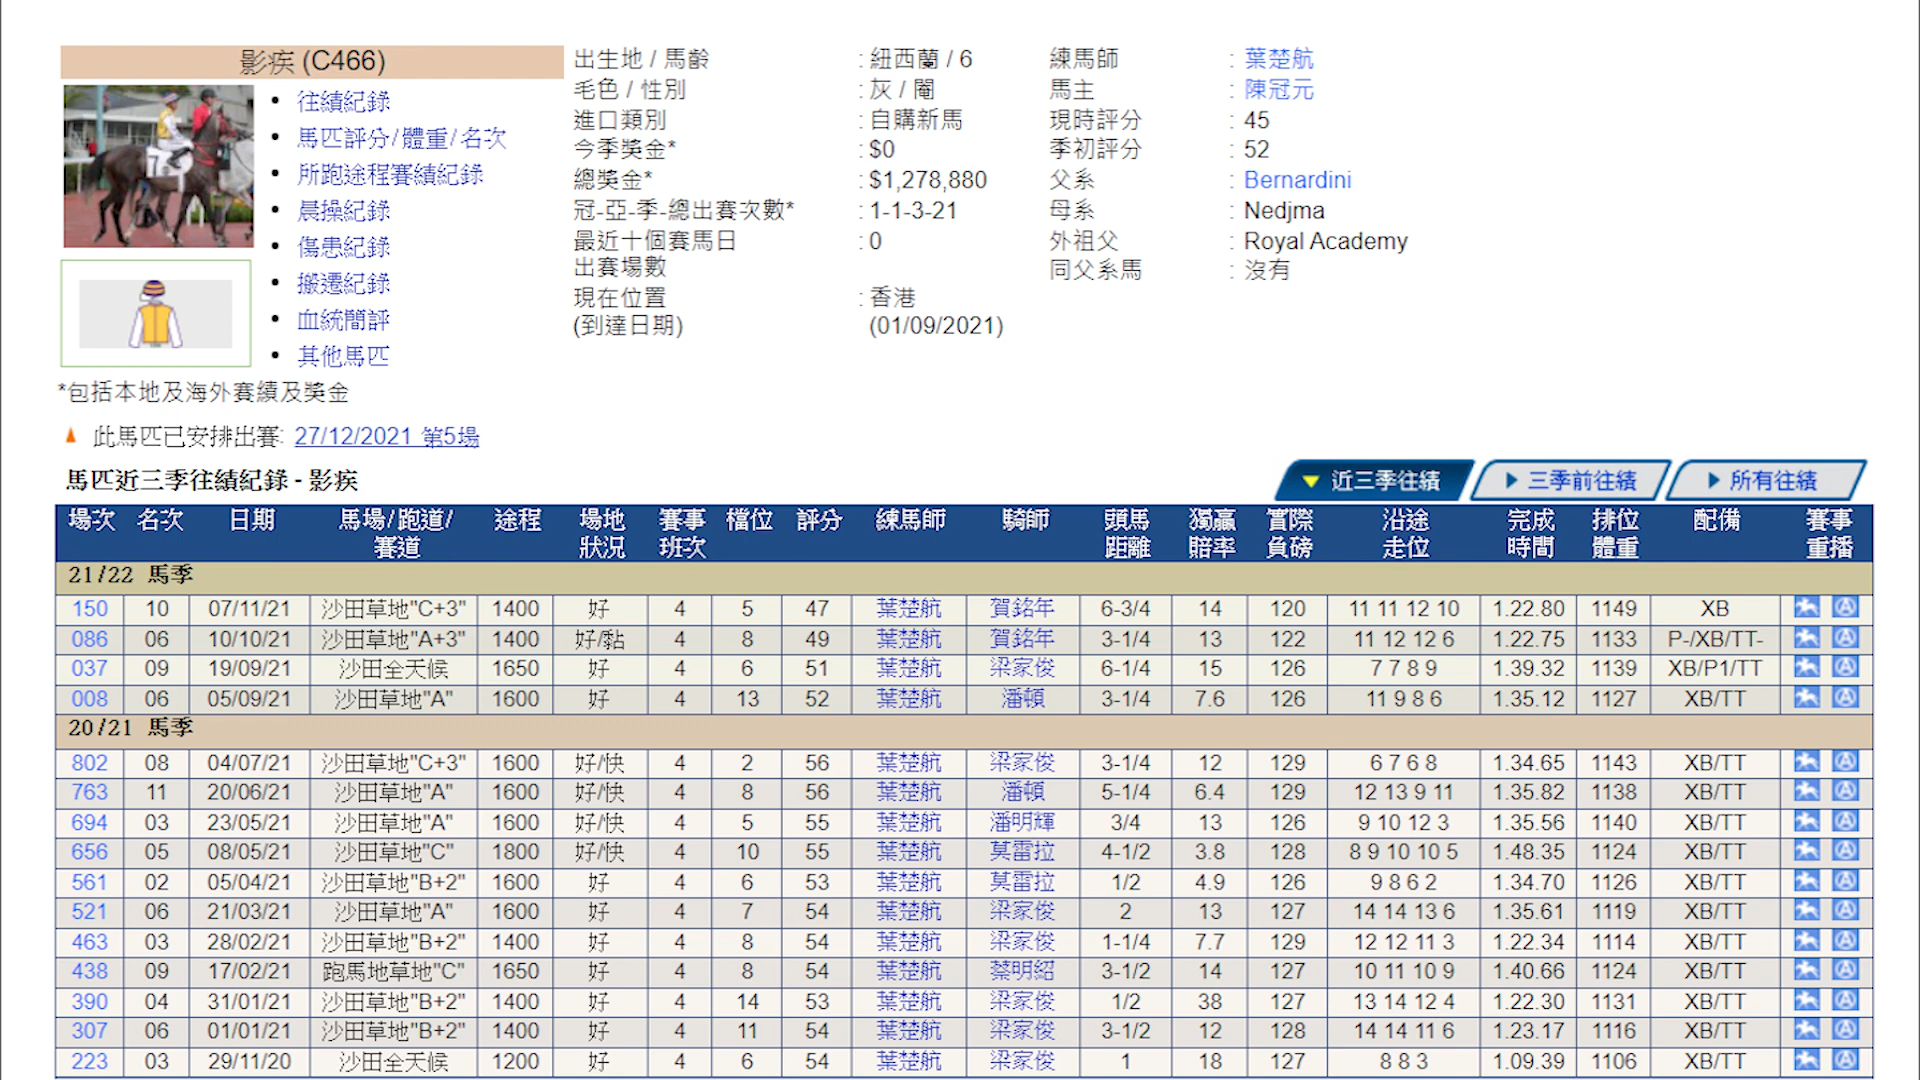 影疾 (C466)
往績紀錄
馬匹評分/體重/名次
所跑途程賽績紀錄
晨操紀錄
傷患紀錄
搬遷紀錄
血統簡評
其他馬匹
7
出生地 / 馬齡 : 紐西蘭 / 6
毛色 / 性別 : 灰 / 閹
進口類別 : 自購新馬
今季獎金* : $0
總獎金* : $1,278,880
冠-亞-季-總出賽次數* : 1-1-3-21
最近十個賽馬日 : 0
出賽場數
現在位置 : 香港
(到達日期) (01/09/2021)
練馬師 : 葉楚航
馬主 : 陳冠元
現時評分 : 45
季初評分 : 52
父系 : Bernardini
母系 : Nedjma
外祖父 : Royal Academy
同父系馬 : 沒有
*包括本地及海外賽績及獎金
此馬匹已安排出賽: 27/12/2021 第5場
馬匹近三季往績紀錄 - 影疾
近三季往績 三季前往績 所有往績
場次 名次 日期 馬場/跑道/ 途程 場地 賽事 檔位 評分 練馬師 騎師 頭馬 獨贏 實際 沿途 完成 排位 配備 賽事
賽道 狀況 班次 距離 賠率 負磅 走位 時間 體重 重播
21/22 馬季
150 10 07/11/21 沙田草地"C+3" 1400 好 4 5 47 葉楚航 賀銘年 6-3/4 14 120 11 11 12 10 1.22.80 1149 XB
086 06 10/10/21 沙田草地"A+3" 1400 好/黏 4 8 49 葉楚航 賀銘年 3-1/4 13 122 11 12 12 6 1.22.75 1133 P-/XB/TT-
037 09 19/09/21 沙田全天候 1650 好 4 6 51 葉楚航 梁家俊 6-1/4 15 126 7 7 8 9 1.39.32 1139 XB/P1/TT
008 06 05/09/21 沙田草地"A" 1600 好 4 13 52 葉楚航 潘頓 3-1/4 7.6 126 11 9 8 6 1.35.12 1127 XB/TT
20/21 馬季
802 08 04/07/21 沙田草地"C+3" 1600 好/快 4 2 56 葉楚航 梁家俊 3-1/4 12 129 6 7 6 8 1.34.65 1143 XB/TT
763 11 20/06/21 沙田草地"A" 1600 好/快 4 8 56 葉楚航 潘頓 5-1/4 6.4 129 12 13 9 11 1.35.82 1138 XB/TT
694 03 23/05/21 沙田草地"A" 1600 好/快 4 5 55 葉楚航 潘明輝 3/4 13 126 9 10 12 3 1.35.56 1140 XB/TT
656 05 08/05/21 沙田草地"C" 1800 好/快 4 10 55 葉楚航 莫雷拉 4-1/2 3.8 128 8 9 10 10 5 1.48.35 1124 XB/TT
561 02 05/04/21 沙田草地"B+2" 1600 好 4 6 53 葉楚航 莫雷拉 1/2 4.9 126 9 8 6 2 1.34.70 1126 XB/TT
521 06 21/03/21 沙田草地"A" 1600 好 4 7 54 葉楚航 梁家俊 2 13 127 14 14 13 6 1.35.61 1119 XB/TT
463 03 28/02/21 沙田草地"B+2" 1400 好 4 8 54 葉楚航 梁家俊 1-1/4 7.7 129 12 12 11 3 1.22.34 1114 XB/TT
438 09 17/02/21 跑馬地草地"C" 1650 好 4 8 54 葉楚航 蔡明紹 3-1/2 14 127 10 11 10 9 1.40.66 1124 XB/TT
390 04 31/01/21 沙田草地"B+2" 1400 好 4 14 53 葉楚航 梁家俊 1/2 38 127 13 14 12 4 1.22.30 1131 XB/TT
307 06 01/01/21 沙田草地"B+2" 1400 好 4 11 54 葉楚航 梁家俊 3-1/2 12 128 14 14 11 6 1.23.17 1116 XB/TT
223 03 29/11/20 沙田全天候 1200 好 4 6 54 葉楚航 梁家俊 1 18 127 8 8 3 1.09.39 1106 XB/TT